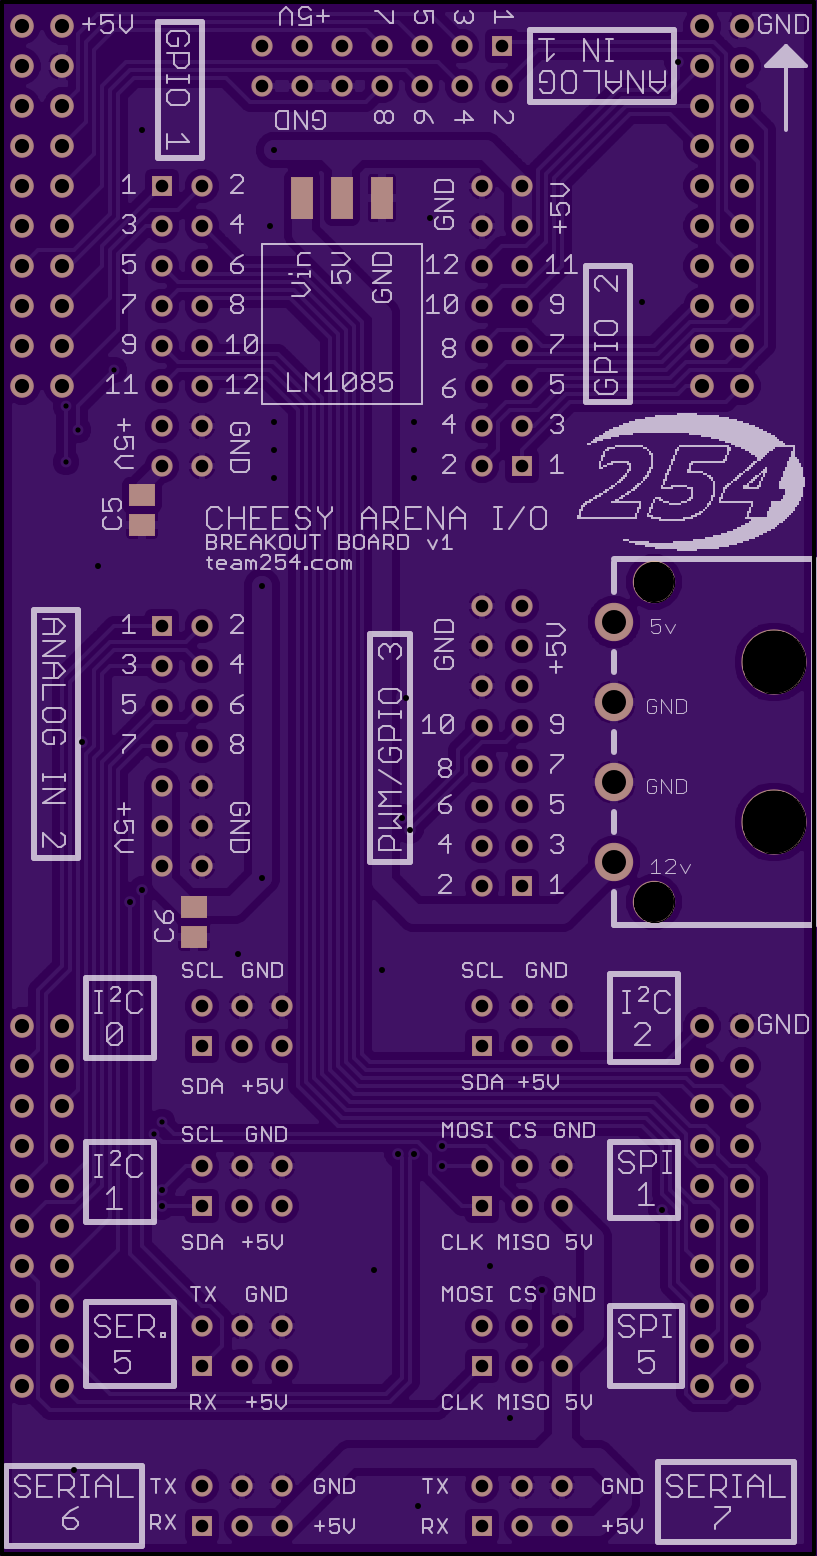 +5V
GPIO 1
+5V 7 5 3 1
ANALOG
IN 1
GND
GND 8 6 4 2
1 2
3 4
5 6
7 8
9 10
11 12
+5V GND
Vin
5V
GND
LM1085
GND +5V
12 11
10 9
8 7
6 5
4 3
2 1
GPIO 2
254
C5
CHEESY ARENA I/O
BREAKOUT BOARD v1
team254.com
ANALOG IN 2
1 2
3 4
5 6
7 8
+5V GND
C6
PWM/GPIO 3
GND +5V
10 9
8 7
6 5
4 3
2 1
5v
GND
GND
12v
I²C
0
SCL GND
SDA +5V
SCL GND
SDA +5V
I²C
2
GND
I²C
1
SCL GND
SDA +5V
MOSI CS GND
CLK MISO 5V
SPI
1
SER.
5
TX GND
RX +5V
MOSI CS GND
CLK MISO 5V
SPI
5
SERIAL
6
TX GND
RX +5V
TX GND
RX +5V
SERIAL
7